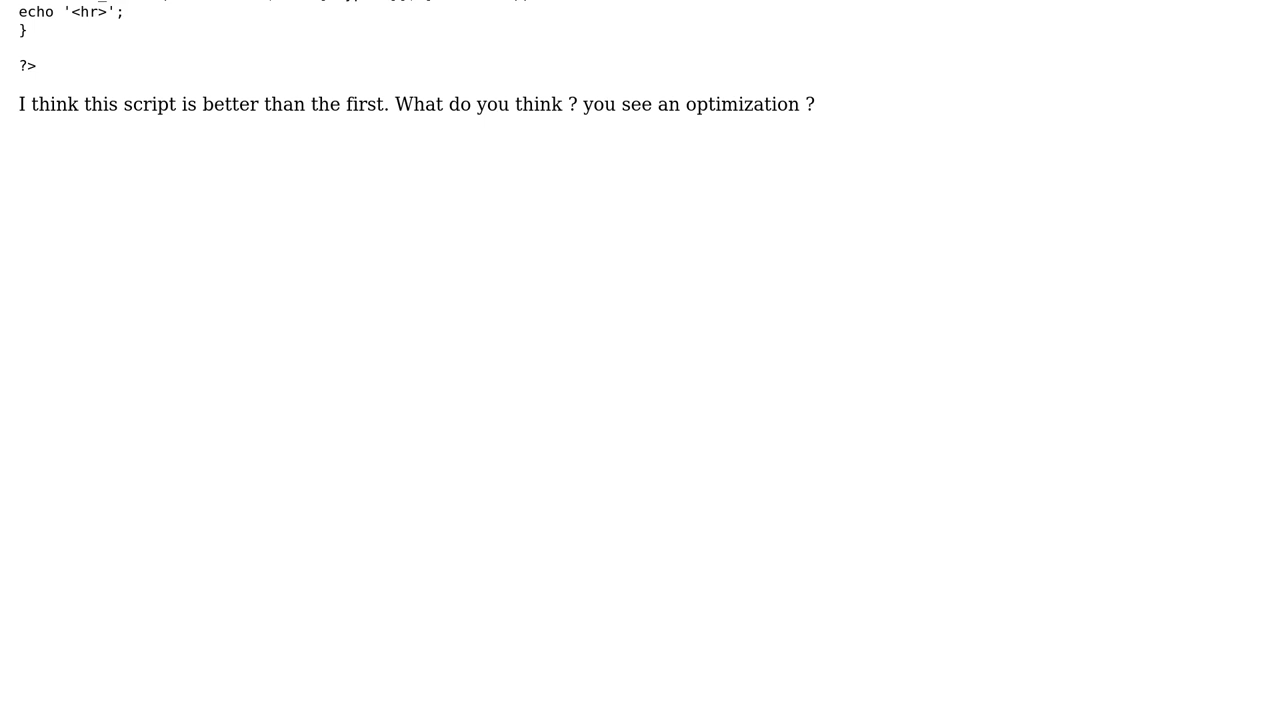 echo '<hr>';
}
?>
I think this script is better than the first. What do you think ? you see an optimization ?